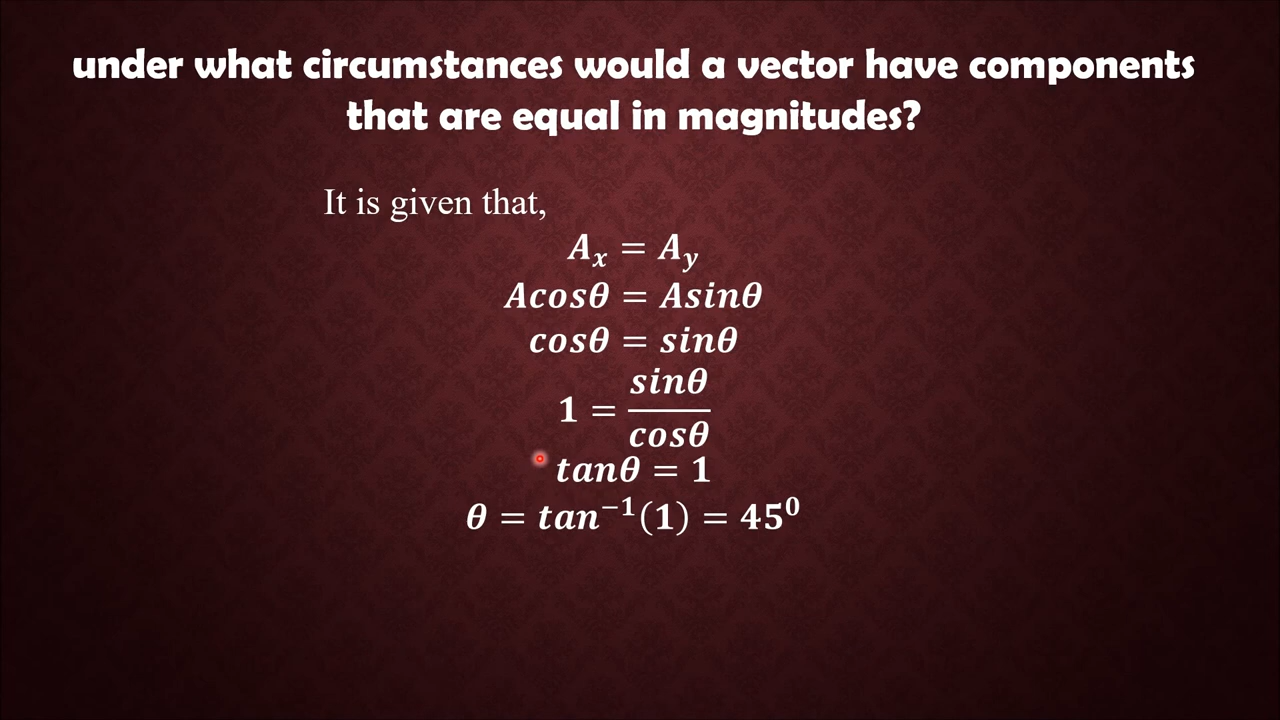 under what circumstances would a vector have components
that are equal in magnitudes?
It is given that,
Aₓ = Aᵧ
Acosθ = Asinθ
cosθ = sinθ
1 = sinθ/cosθ
tanθ = 1
θ = tan⁻¹(1) = 45⁰